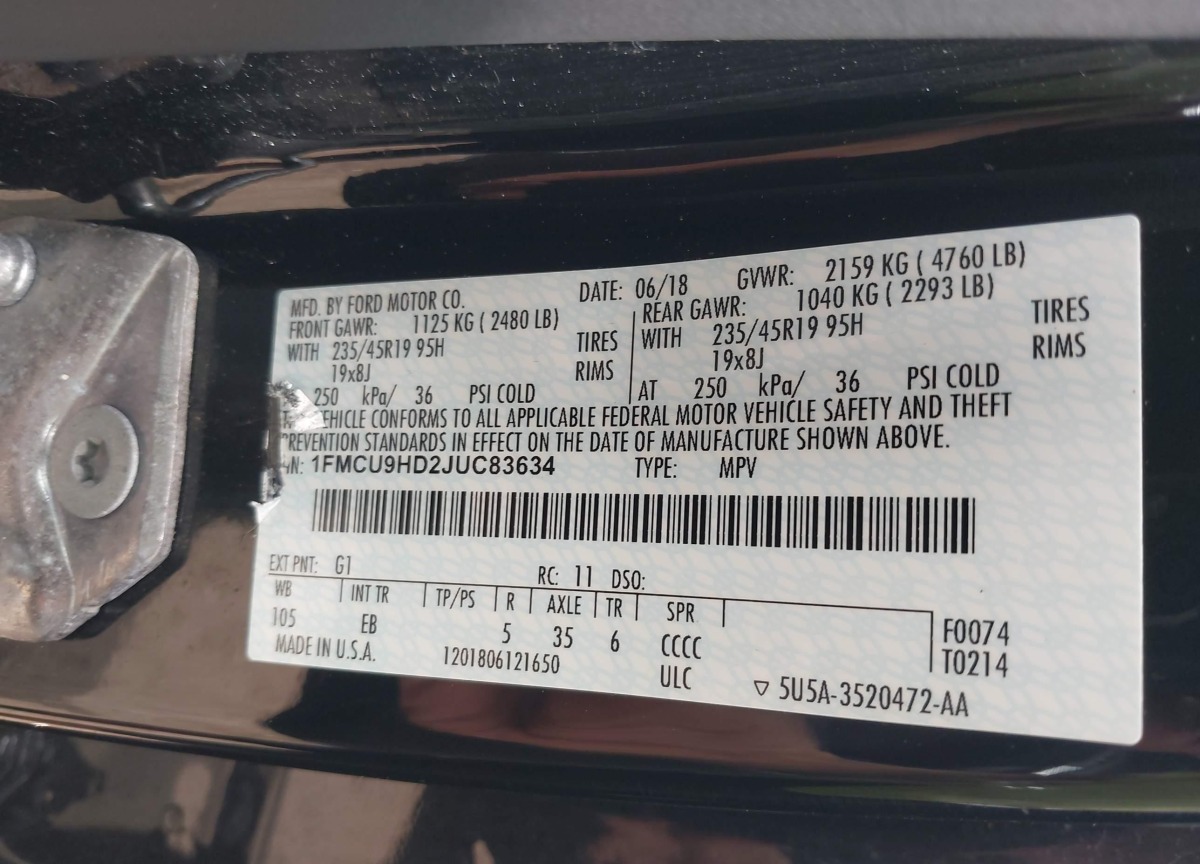 MFD. BY FORD MOTOR CO. DATE: 06/18 GVWR: 2159 KG ( 4760 LB)
FRONT GAWR: 1125 KG ( 2480 LB) REAR GAWR: 1040 KG ( 2293 LB)
WITH 235/45R19 95H TIRES WITH 235/45R19 95H TIRES
19x8J RIMS 19x8J RIMS
250 kPa/ 36 PSI COLD AT 250 kPa/ 36 PSI COLD
VEHICLE CONFORMS TO ALL APPLICABLE FEDERAL MOTOR VEHICLE SAFETY AND THEFT
PREVENTION STANDARDS IN EFFECT ON THE DATE OF MANUFACTURE SHOWN ABOVE.
1FMCU9HD2JUC83634 TYPE: MPV
EXT PNT: G1 RC: 11 DSO:
WB INT TR TP/PS R AXLE TR SPR
105 EB 5 35 6 CCCC F0074
MADE IN U.S.A. 1201806121650 ULC T0214
▽ 5U5A-3520472-AA